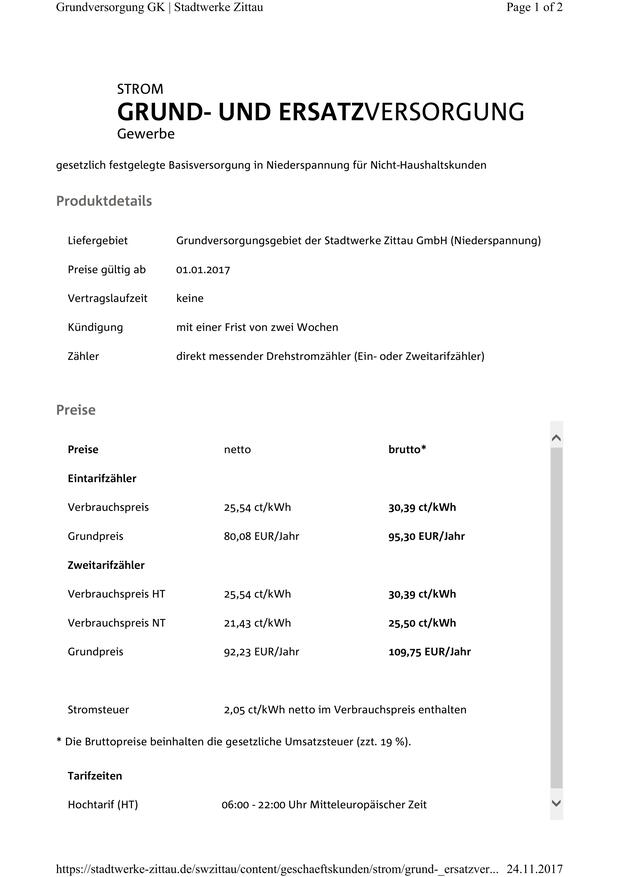 Grundversorgung GK | Stadtwerke Zittau Page 1 of 2
STROM
GRUND- UND ERSATZVERSORGUNG
Gewerbe
gesetzlich festgelegte Basisversorgung in Niederspannung für Nicht-Haushaltskunden
Produktdetails
Liefergebiet Grundversorgungsgebiet der Stadtwerke Zittau GmbH (Niederspannung)
Preise gültig ab 01.01.2017
Vertragslaufzeit keine
Kündigung mit einer Frist von zwei Wochen
Zähler direkt messender Drehstromzähler (Ein- oder Zweitarifzähler)
Preise
Preise netto brutto*
Eintarifzähler
Verbrauchspreis 25,54 ct/kWh 30,39 ct/kWh
Grundpreis 80,08 EUR/Jahr 95,30 EUR/Jahr
Zweitarifzähler
Verbrauchspreis HT 25,54 ct/kWh 30,39 ct/kWh
Verbrauchspreis NT 21,43 ct/kWh 25,50 ct/kWh
Grundpreis 92,23 EUR/Jahr 109,75 EUR/Jahr
Stromsteuer 2,05 ct/kWh netto im Verbrauchspreis enthalten
* Die Bruttopreise beinhalten die gesetzliche Umsatzsteuer (zzt. 19 %).
Tarifzeiten
Hochtarif (HT) 06:00 - 22:00 Uhr Mitteleuropäischer Zeit
https://stadtwerke-zittau.de/swzittau/content/geschaeftskunden/strom/grund-_ersatzver... 24.11.2017